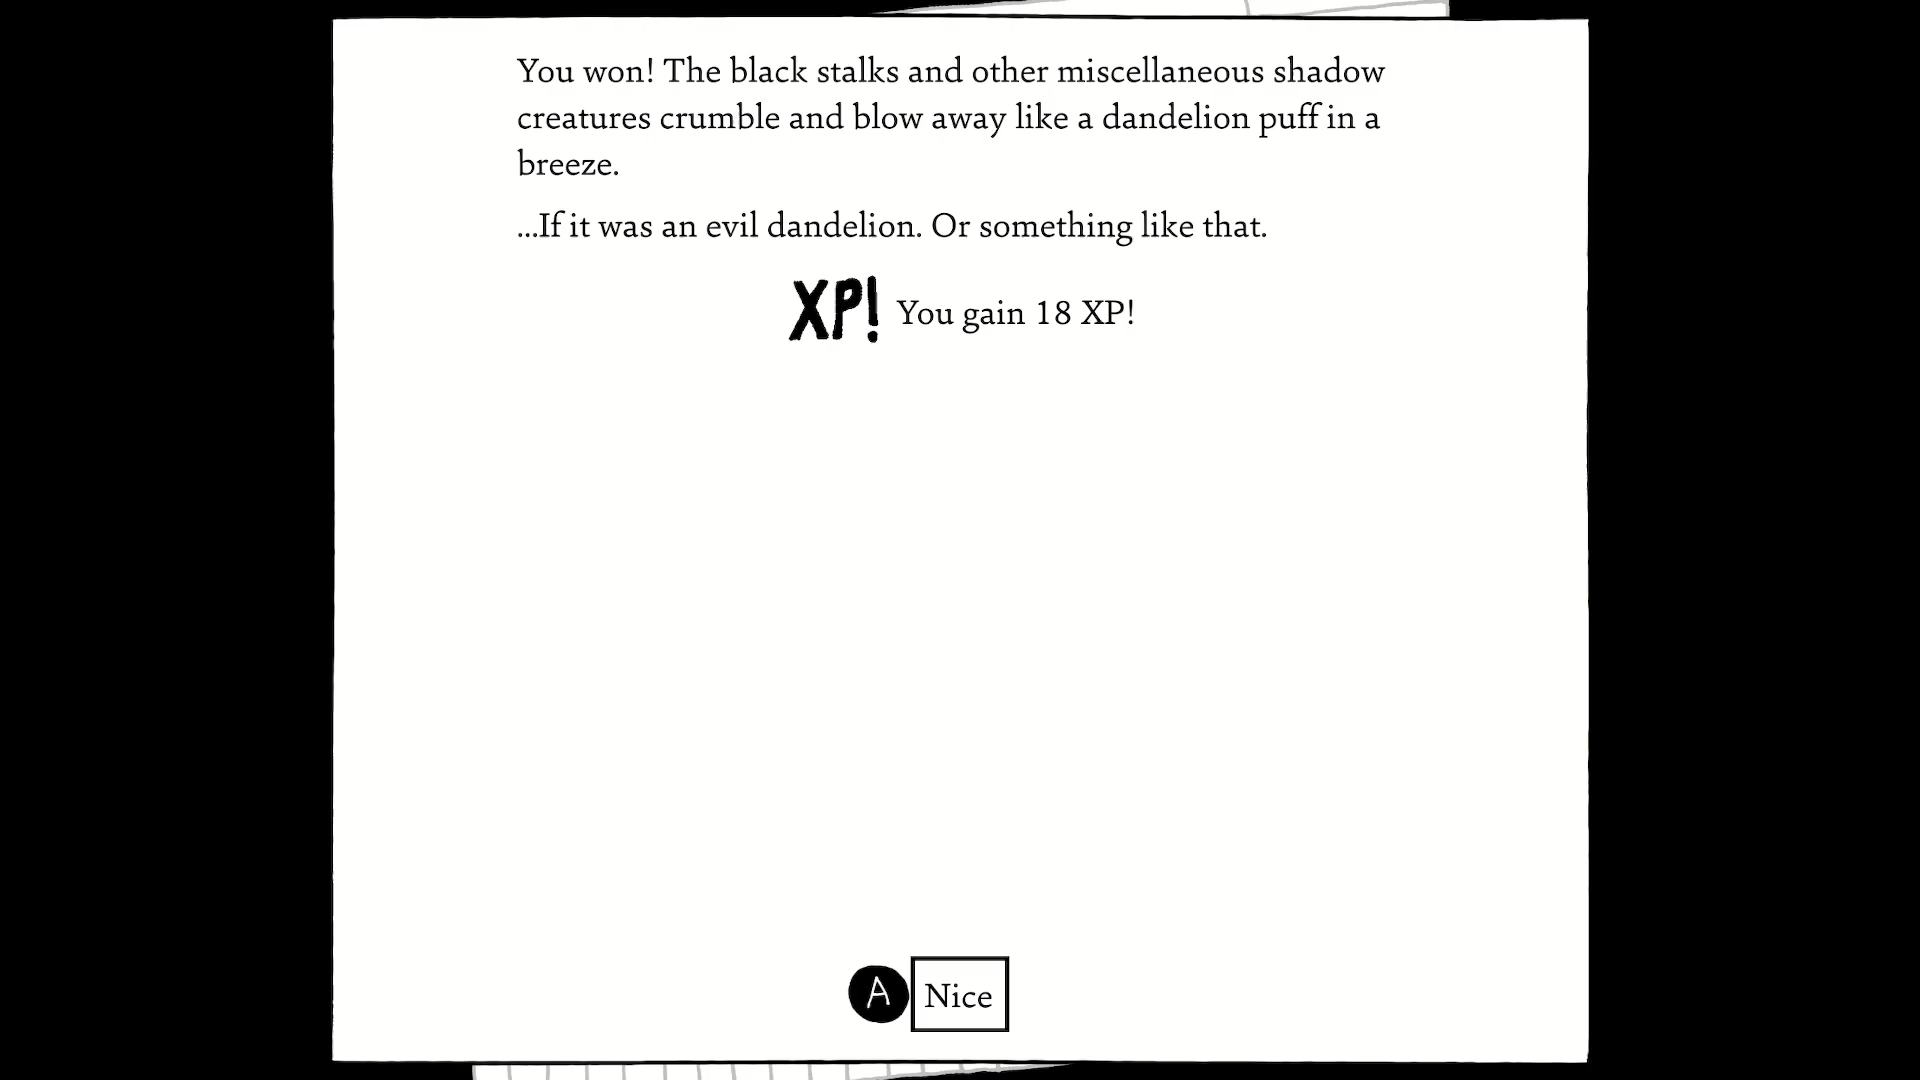 You won! The black stalks and other miscellaneous shadow
creatures crumble and blow away like a dandelion puff in a
breeze.
...If it was an evil dandelion. Or something like that.
XP! You gain 18 XP!
A Nice